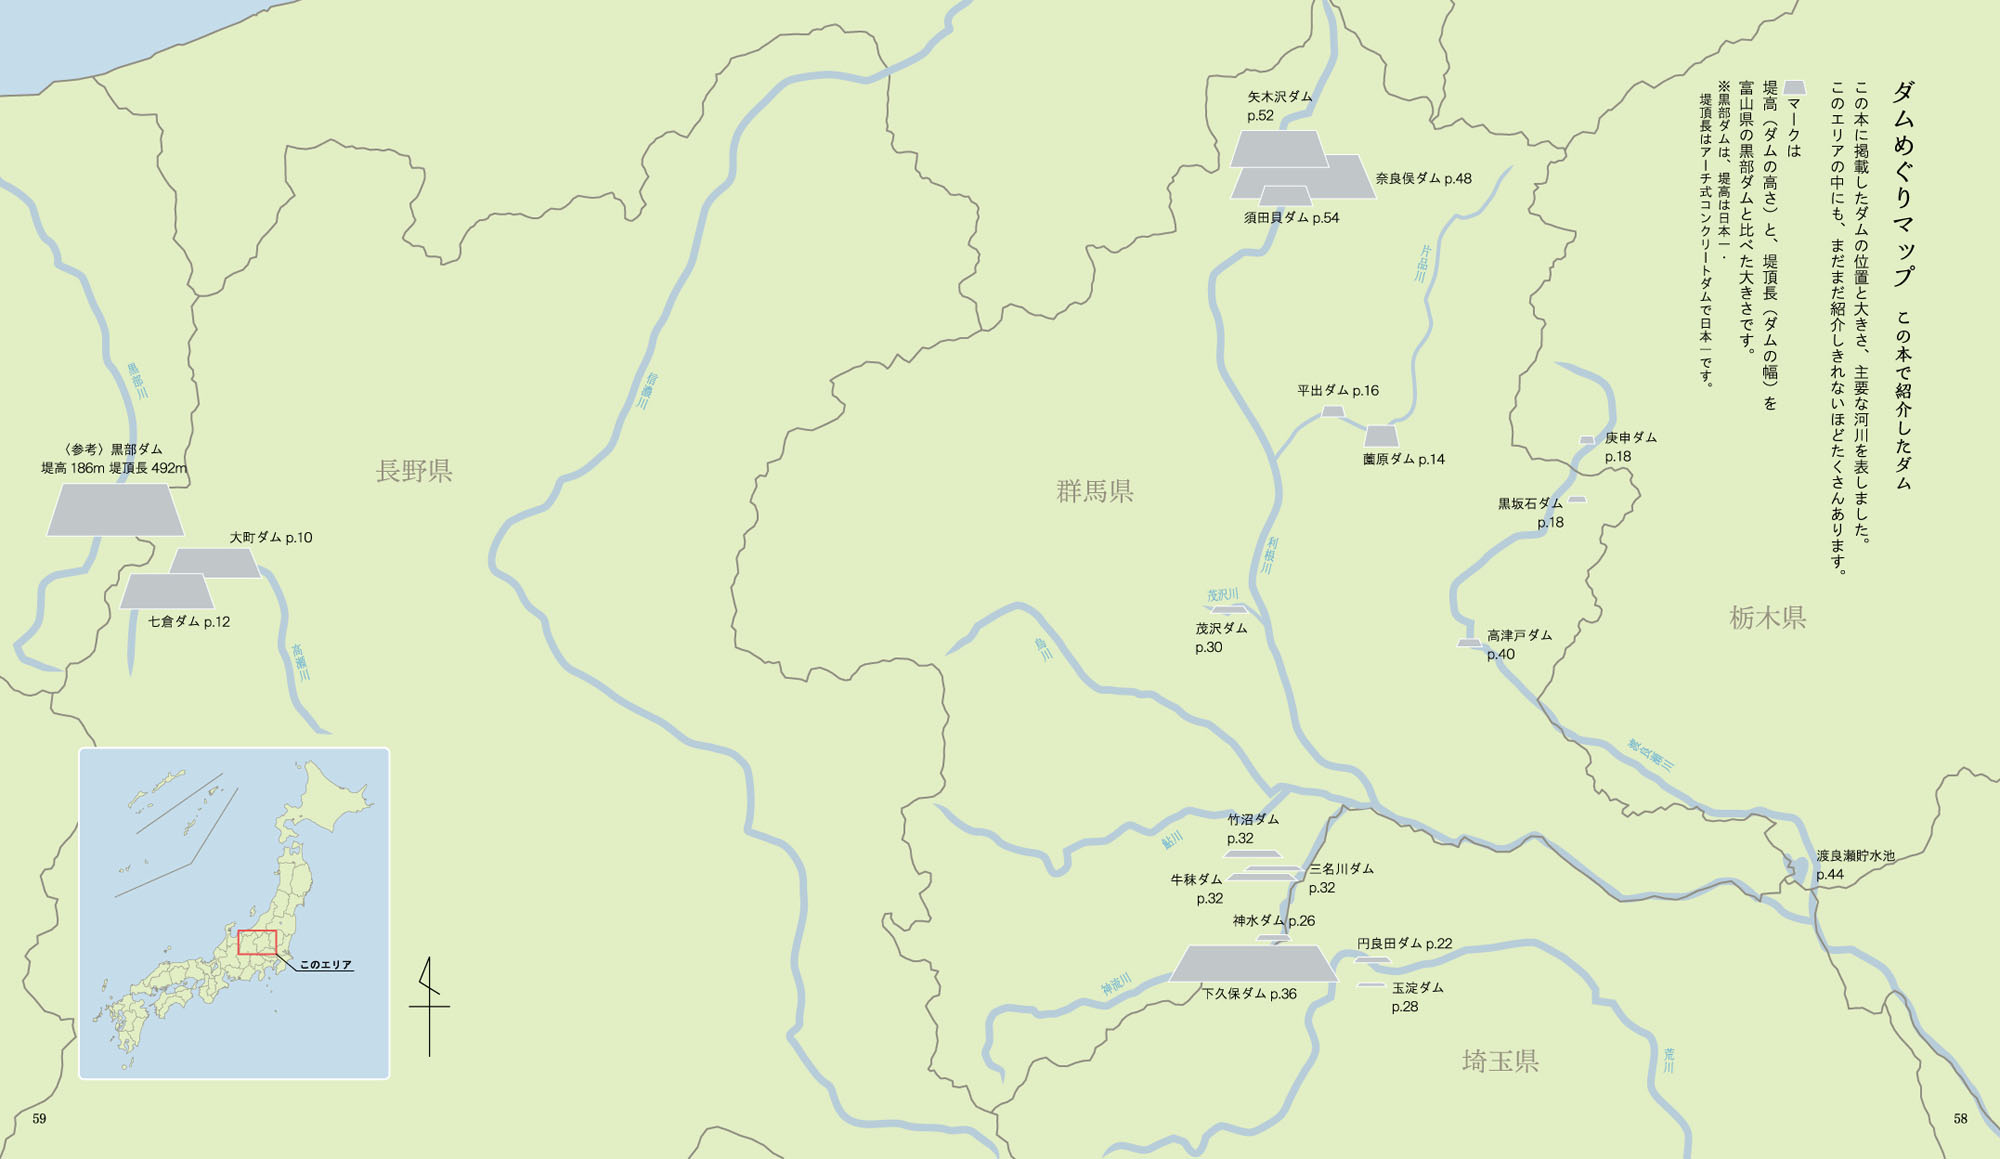 ダムめぐりマップ この本で紹介したダム
この本に掲載したダムの位置と大きさ、主要な河川を表しました。
このエリアの中にも、まだまだ紹介しきれないほどたくさんあります。
マークは
堤高（ダムの高さ）と、堤頂長（ダムの幅）を
富山県の黒部ダムと比べた大きさです。
※黒部ダムは、堤高は日本一・
堤頂長はアーチ式コンクリートダムで日本一です。
矢木沢ダム
p.52
奈良俣ダム p.48
須田貝ダム p.54
片品川
平出ダム p.16
薗原ダム p.14
庚申ダム
p.18
黒坂石ダム
p.18
栃木県
高津戸ダム
p.40
渡良瀬川
渡良瀬貯水池
p.44
群馬県
利根川
茂沢川
茂沢ダム
p.30
烏川
鮎川
竹沼ダム
p.32
三名川ダム
p.32
牛秣ダム
p.32
神水ダム p.26
下久保ダム p.36
神流川
円良田ダム p.22
玉淀ダム
p.28
埼玉県
荒川
信濃川
長野県
黒部川
〈参考〉黒部ダム
堤高 186m 堤頂長 492m
大町ダム p.10
七倉ダム p.12
高瀬川
このエリア
59
58